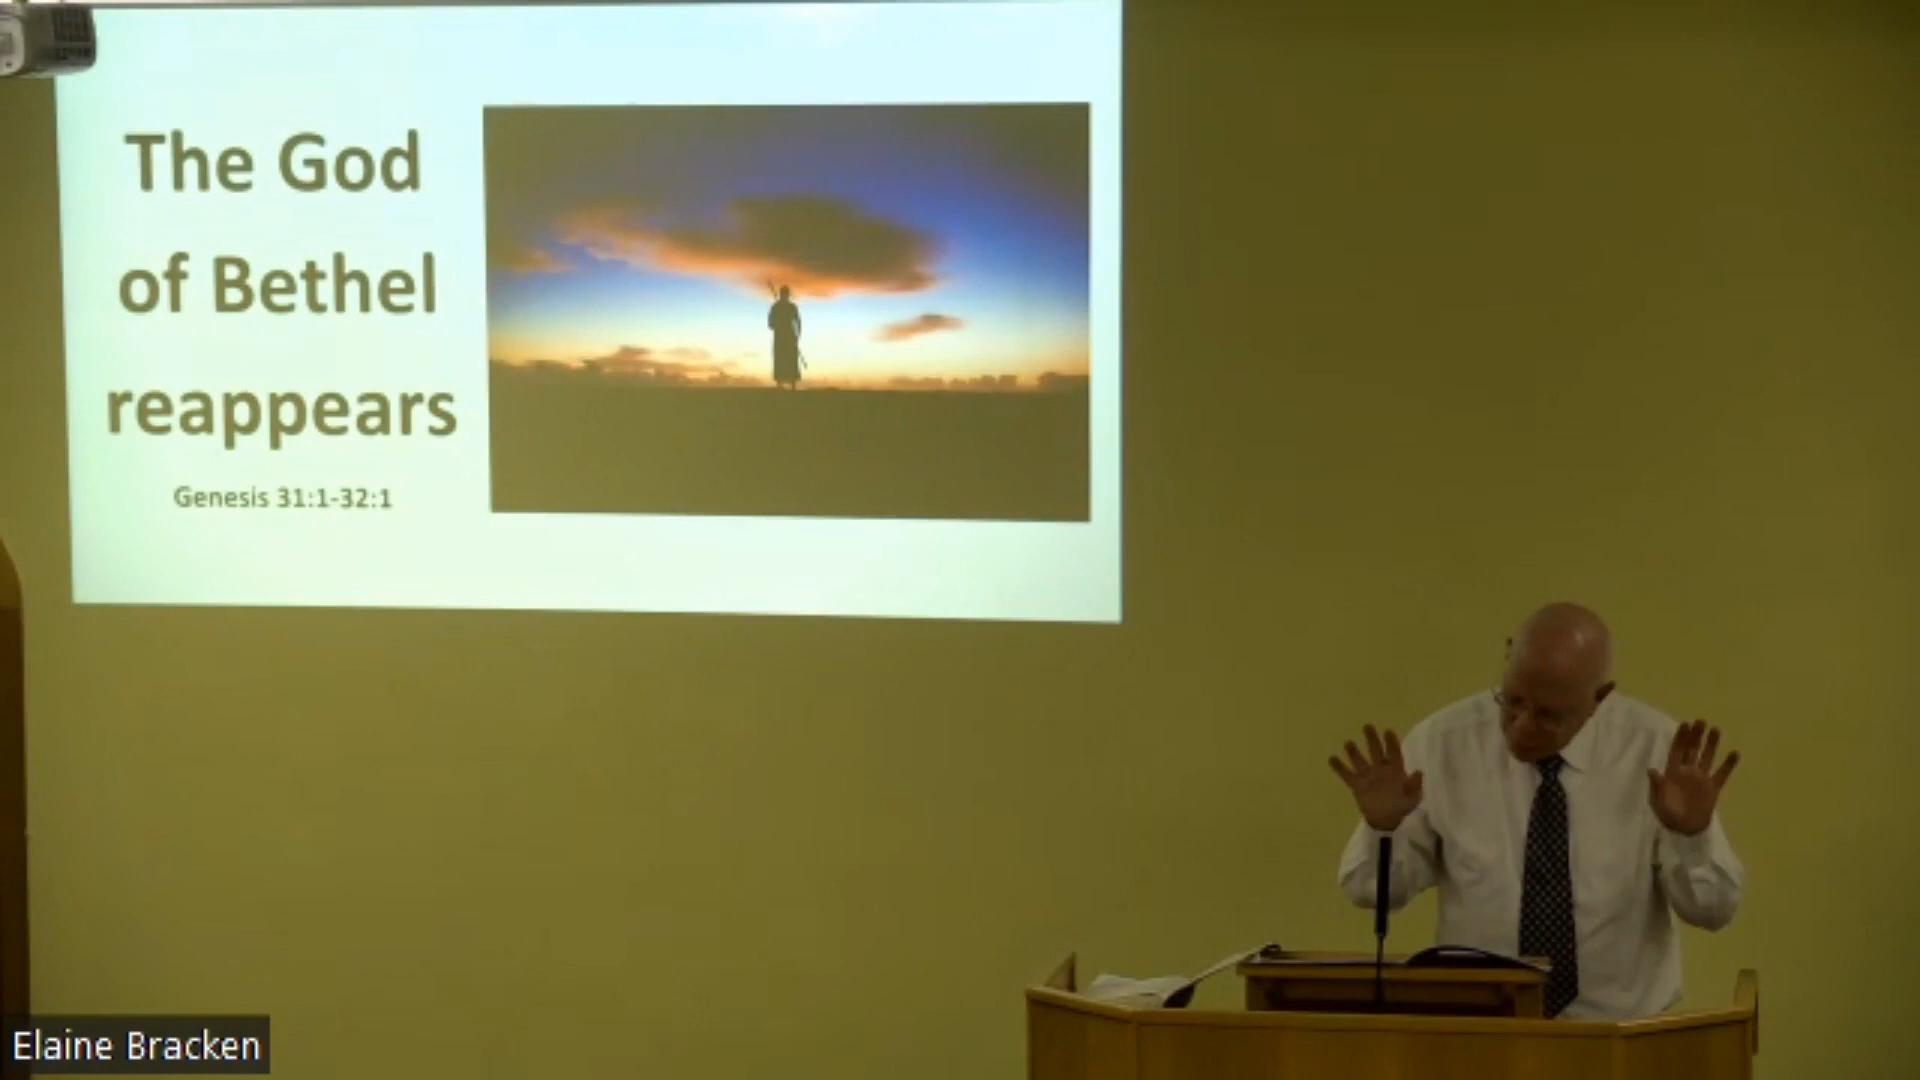 The God
of Bethel
reappears
Genesis 31:1-32:1
Elaine Bracken